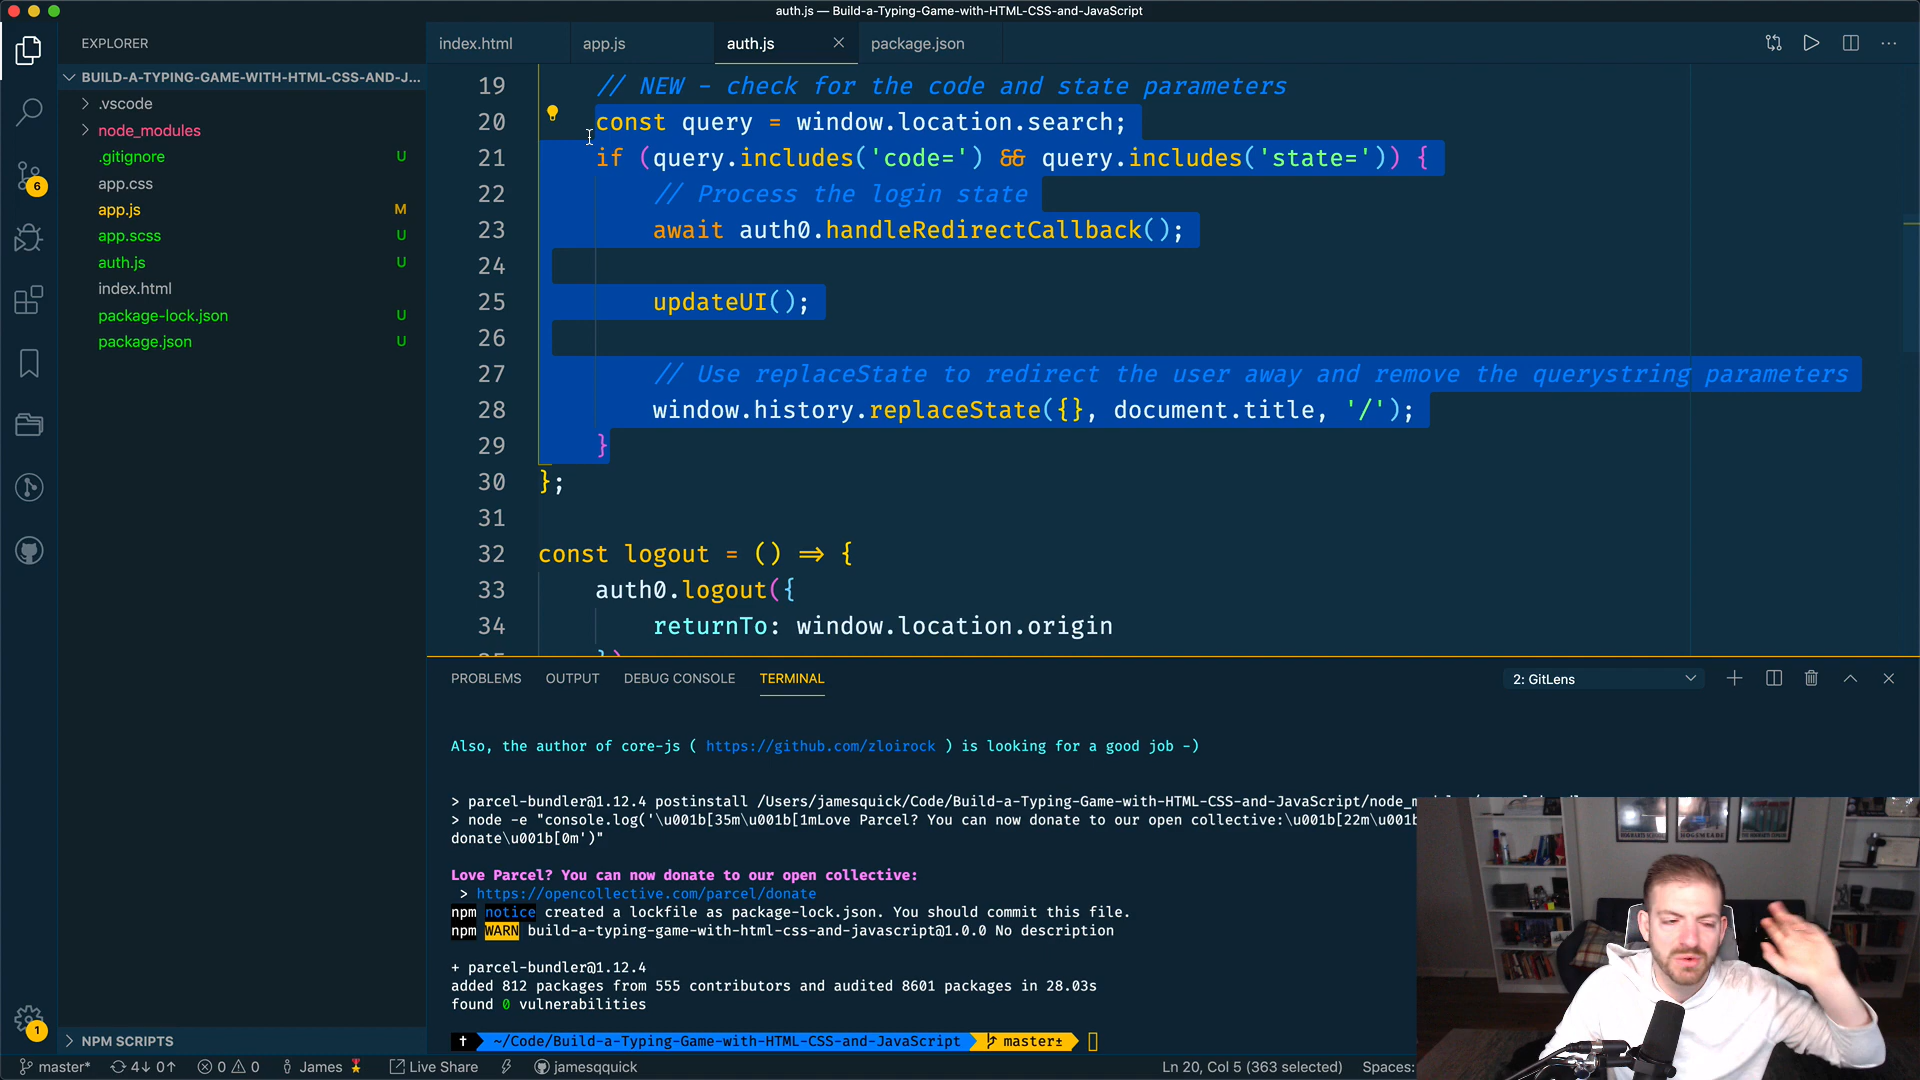 auth.js — Build-a-Typing-Game-with-HTML-CSS-and-JavaScript
EXPLORER
index.html
app.js
auth.js
package.json
BUILD-A-TYPING-GAME-WITH-HTML-CSS-AND-J...
.vscode
node_modules
.gitignore U
app.css
app.js M
app.scss U
auth.js U
index.html
package-lock.json U
package.json U
6
19 // NEW - check for the code and state parameters
20 const query = window.location.search;
21 if (query.includes('code=') && query.includes('state=')) {
22 // Process the login state
23 await auth0.handleRedirectCallback();
24
25 updateUI();
26
27 // Use replaceState to redirect the user away and remove the querystring parameters
28 window.history.replaceState({}, document.title, '/');
29 }
30 };
31
32 const logout = () => {
33 auth0.logout({
34 returnTo: window.location.origin
PROBLEMS OUTPUT DEBUG CONSOLE TERMINAL 2: GitLens
Also, the author of core-js ( https://github.com/zloirock ) is looking for a good job -)
> parcel-bundler@1.12.4 postinstall /Users/jamesquick/Code/Build-a-Typing-Game-with-HTML-CSS-and-JavaScript/node_
> node -e "console.log('\u001b[35m\u001b[1mLove Parcel? You can now donate to our open collective:\u001b[22m\u001b
donate\u001b[0m')"
Love Parcel? You can now donate to our open collective:
> https://opencollective.com/parcel/donate
npm notice created a lockfile as package-lock.json. You should commit this file.
npm WARN build-a-typing-game-with-html-css-and-javascript@1.0.0 No description
+ parcel-bundler@1.12.4
added 812 packages from 555 contributors and audited 8601 packages in 28.03s
found 0 vulnerabilities
~/Code/Build-a-Typing-Game-with-HTML-CSS-and-JavaScript master±
1
NPM SCRIPTS
master* 4↓ 0↑ 0 0 James Live Share jamesqquick Ln 20, Col 5 (363 selected) Spaces: